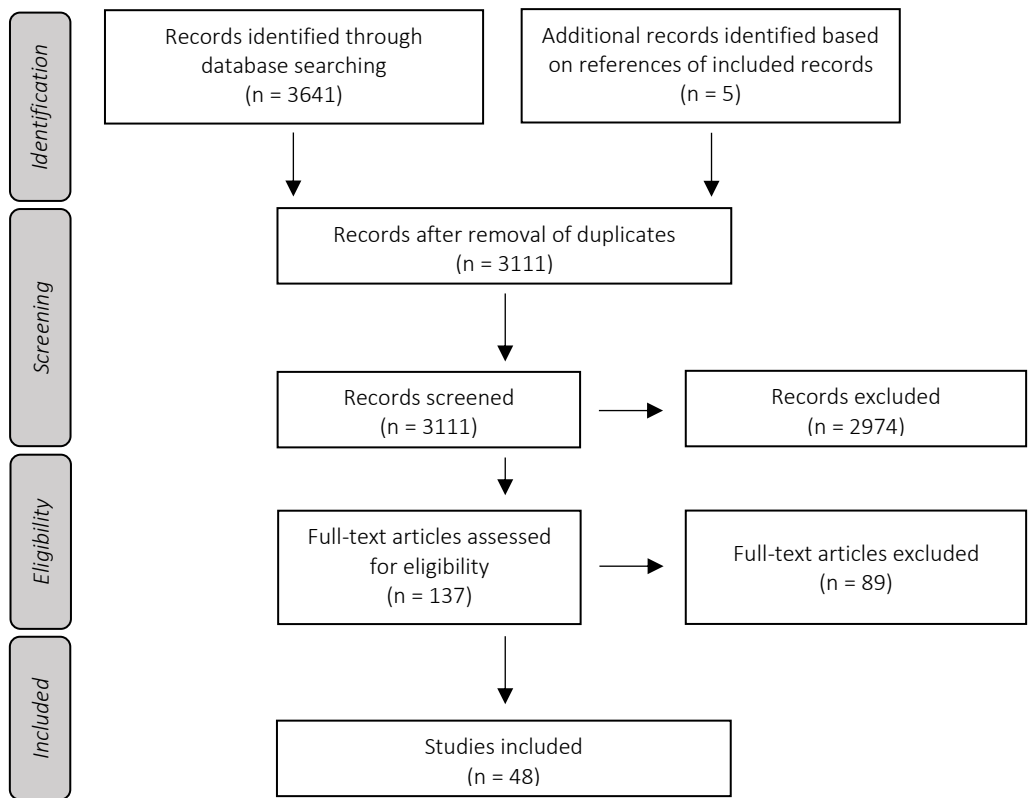 Identification
Records identified through
database searching
(n = 3641)
Additional records identified based
on references of included records
(n = 5)
Screening
Records after removal of duplicates
(n = 3111)
Records screened
(n = 3111)
Records excluded
(n = 2974)
Eligibility
Full-text articles assessed
for eligibility
(n = 137)
Full-text articles excluded
(n = 89)
Included
Studies included
(n = 48)